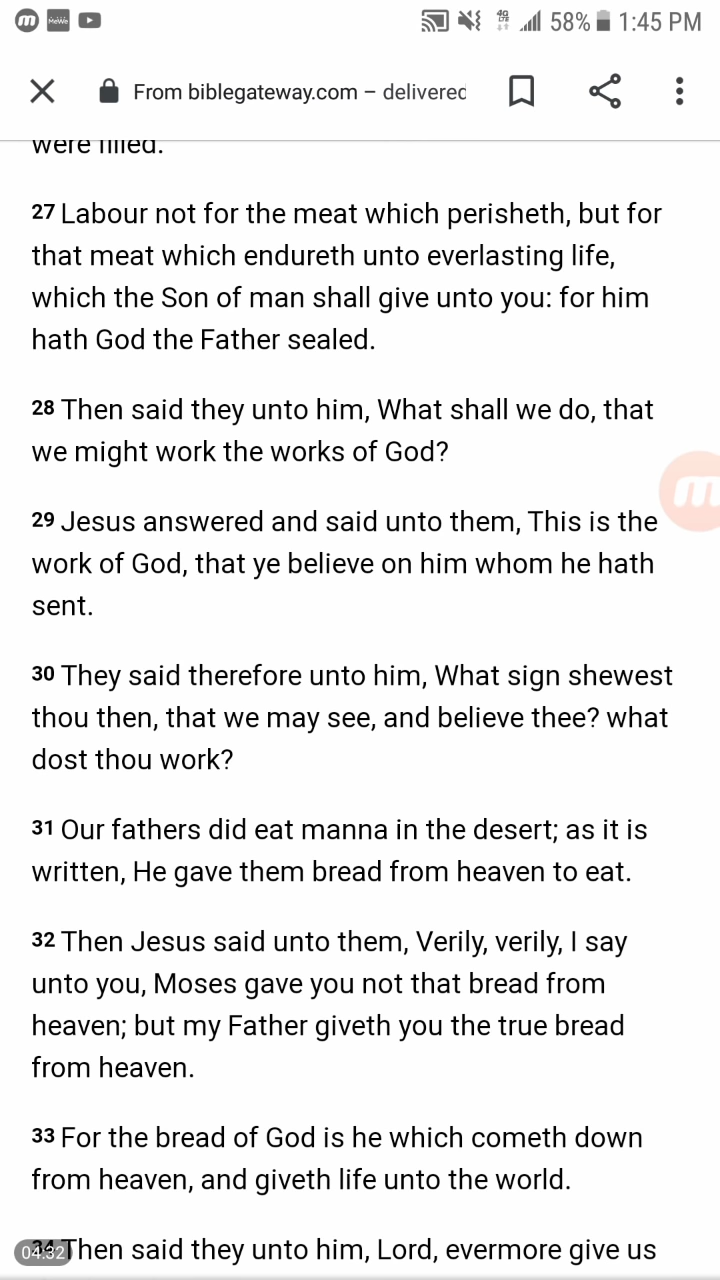 m MeWe 4G LTE 58% 1:45 PM
From biblegateway.com – delivered
were filled.
27 Labour not for the meat which perisheth, but for
that meat which endureth unto everlasting life,
which the Son of man shall give unto you: for him
hath God the Father sealed.
28 Then said they unto him, What shall we do, that
we might work the works of God?
m
29 Jesus answered and said unto them, This is the
work of God, that ye believe on him whom he hath
sent.
30 They said therefore unto him, What sign shewest
thou then, that we may see, and believe thee? what
dost thou work?
31 Our fathers did eat manna in the desert; as it is
written, He gave them bread from heaven to eat.
32 Then Jesus said unto them, Verily, verily, I say
unto you, Moses gave you not that bread from
heaven; but my Father giveth you the true bread
from heaven.
33 For the bread of God is he which cometh down
from heaven, and giveth life unto the world.
34 Then said they unto him, Lord, evermore give us
04:32